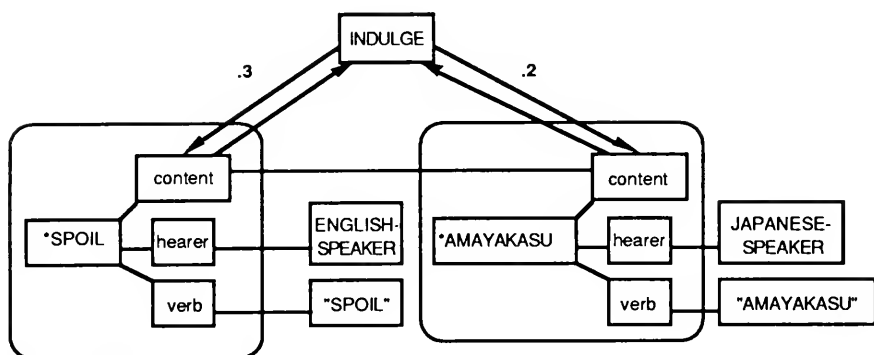 INDULGE
.3
.2
content
content
*SPOIL
hearer
ENGLISH-
SPEAKER
*AMAYAKASU
hearer
JAPANESE-
SPEAKER
verb
"SPOIL"
verb
"AMAYAKASU"